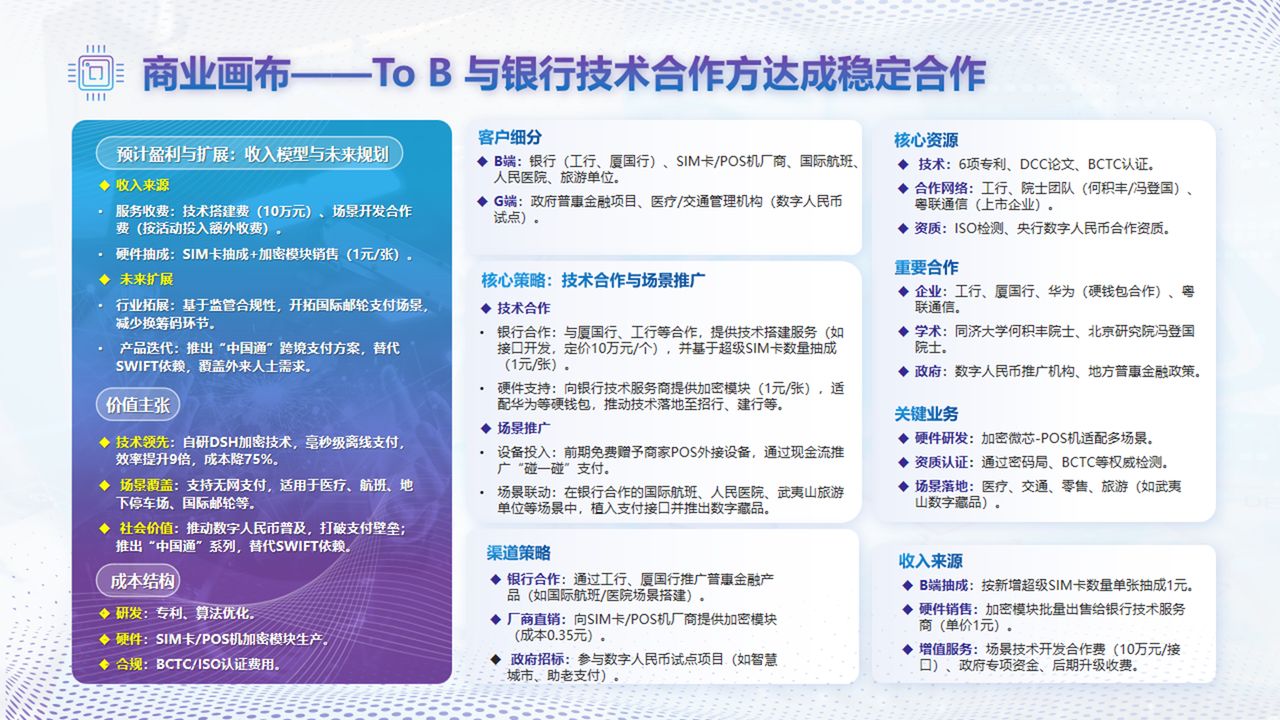 商业画布——To B 与银行技术合作方达成稳定合作
预计盈利与扩展：收入模型与未来规划
◆ 收入来源
• 服务收费：技术搭建费（10万元）、场景开发合作
费（按活动投入额外收费）。
• 硬件抽成：SIM卡抽成+加密模块销售（1元/张）。
◆ 未来扩展
• 行业拓展：基于监管合规性，开拓国际邮轮支付场景，
减少换筹码环节。
• 产品迭代：推出“中国通”跨境支付方案，替代
SWIFT依赖，覆盖外来人士需求。
价值主张
◆ 技术领先：自研DSH加密技术，毫秒级离线支付，
效率提升9倍，成本降75%。
◆ 场景覆盖：支持无网支付，适用于医疗、航班、地
下停车场、国际邮轮等。
◆ 社会价值：推动数字人民币普及，打破支付壁垒；
推出“中国通”系列，替代SWIFT依赖。
成本结构
◆ 研发：专利、算法优化。
◆ 硬件：SIM卡/POS机加密模块生产。
◆ 合规：BCTC/ISO认证费用。
客户细分
◆ B端：银行（工行、厦国行）、SIM卡/POS机厂商、国际航班、
人民医院、旅游单位。
◆ G端：政府普惠金融项目、医疗/交通管理机构（数字人民币
试点）。
核心策略：技术合作与场景推广
◆ 技术合作
• 银行合作：与厦国行、工行等合作，提供技术搭建服务（如
接口开发，定价10万元/个），并基于超级SIM卡数量抽成
（1元/张）。
• 硬件支持：向银行技术服务商提供加密模块（1元/张），适
配华为等硬钱包，推动技术落地至招行、建行等。
◆ 场景推广
• 设备投入：前期免费赠予商家POS外接设备，通过现金流推
广“碰一碰”支付。
• 场景联动：在银行合作的国际航班、人民医院、武夷山旅游
单位等场景中，植入支付接口并推出数字藏品。
渠道策略
◆ 银行合作：通过工行、厦国行推广普惠金融产
品（如国际航班/医院场景搭建）。
◆ 厂商直销：向SIM卡/POS机厂商提供加密模块
（成本0.35元）。
◆ 政府招标：参与数字人民币试点项目（如智慧
城市、助老支付）。
核心资源
◆ 技术：6项专利、DCC论文、BCTC认证。
◆ 合作网络：工行、院士团队（何积丰/冯登国）、
粤联通信（上市企业）。
◆ 资质：ISO检测、央行数字人民币合作资质。
重要合作
◆ 企业：工行、厦国行、华为（硬钱包合作）、粤
联通信。
◆ 学术：同济大学何积丰院士、北京研究院冯登国
院士。
◆ 政府：数字人民币推广机构、地方普惠金融政策。
关键业务
◆ 硬件研发：加密微芯-POS机适配多场景。
◆ 资质认证：通过密码局、BCTC等权威检测。
◆ 场景落地：医疗、交通、零售、旅游（如武夷
山数字藏品）。
收入来源
◆ B端抽成：按新增超级SIM卡数量单张抽成1元。
◆ 硬件销售：加密模块批量出售给银行技术服务
商（单价1元）。
◆ 增值服务：场景技术开发合作费（10万元/接
口）、政府专项资金、后期升级收费。